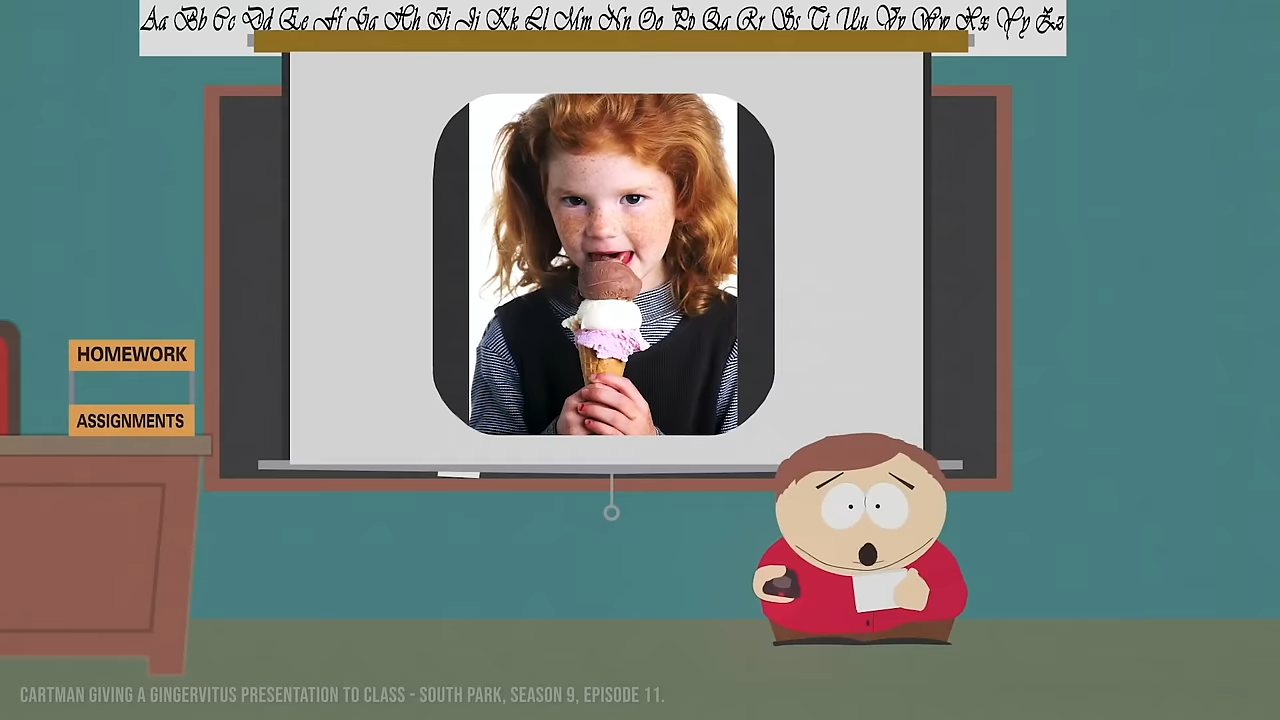 Aa Bb Cc Dd Ee Ff Gg Hh Ii Jj Kk Ll Mm Nn Oo Pp Qq Rr Ss Tt Uu Vv Ww Xx Yy Zz
HOMEWORK
ASSIGNMENTS
CARTMAN GIVING A GINGERVITUS PRESENTATION TO CLASS - SOUTH PARK, SEASON 9, EPISODE 11.